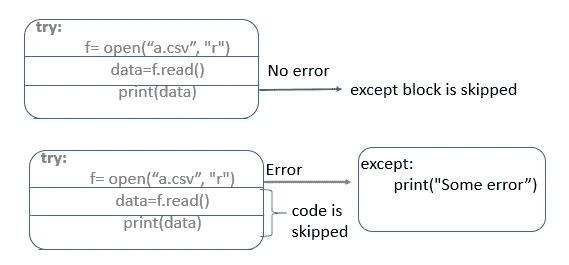 try:
f= open(“a.csv”, "r")
data=f.read()
print(data)
No error
except block is skipped
try:
f= open(“a.csv”, "r")
data=f.read()
print(data)
Error
code is
skipped
except:
print("Some error”)